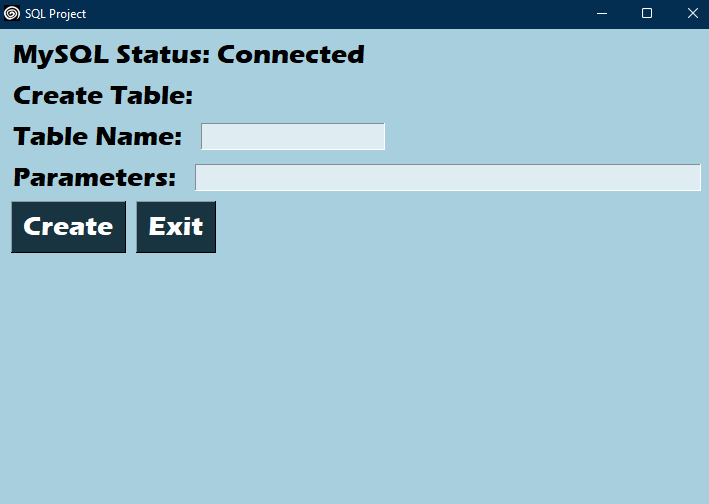 SQL Project
MySQL Status: Connected
Create Table:
Table Name:
Parameters:
Create Exit